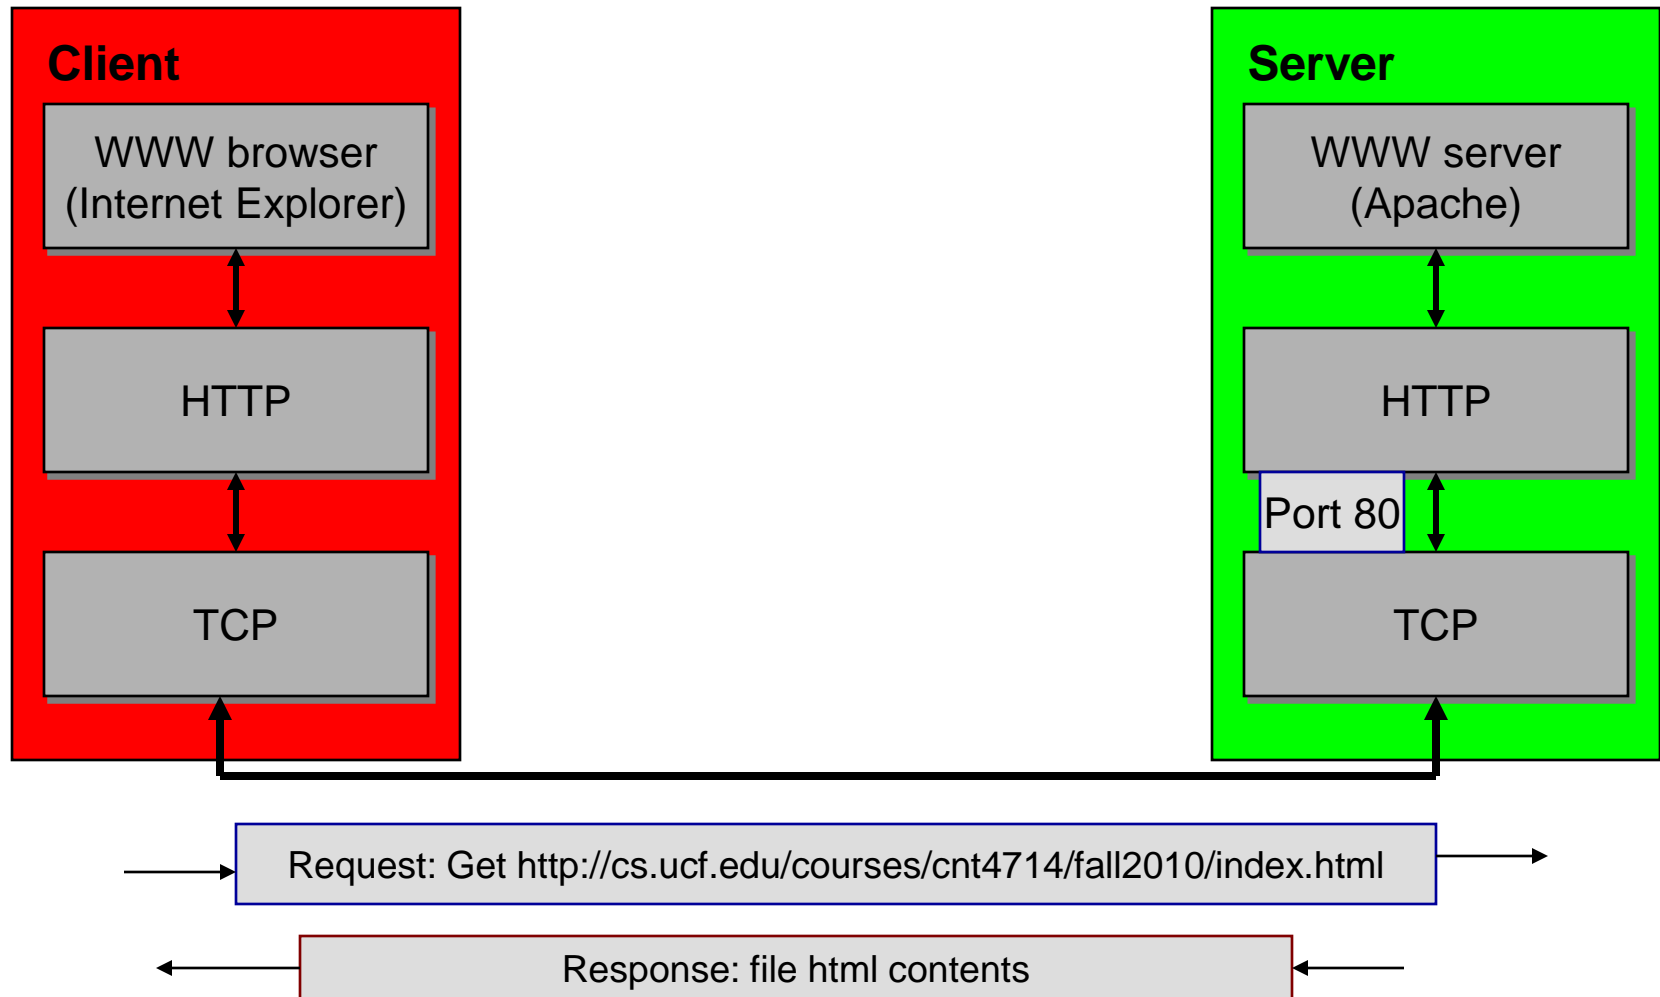 Client
WWW browser
(Internet Explorer)
HTTP
TCP
Server
WWW server
(Apache)
HTTP
Port 80
TCP
Request: Get http://cs.ucf.edu/courses/cnt4714/fall2010/index.html
Response: file html contents